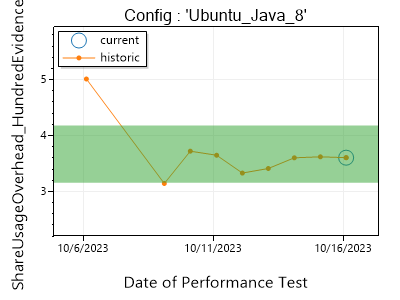 Config : 'Ubuntu_Java_8'
current
historic
ShareUsageOverhead_HundredEvidence
5
4
3
10/6/2023
10/11/2023
10/16/2023
Date of Performance Test